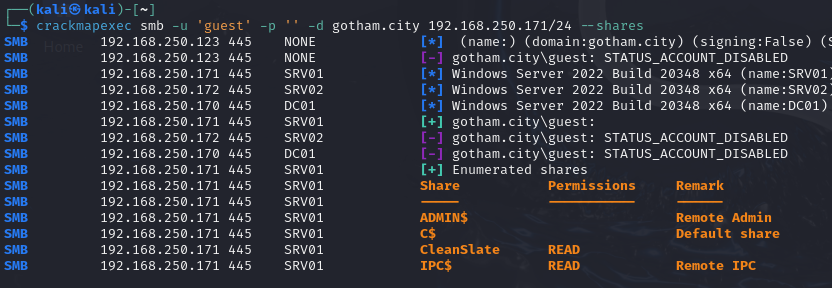 ┌──(kali㉿kali)-[~]
└─$ crackmapexec smb -u 'guest' -p '' -d gotham.city 192.168.250.171/24 --shares
SMB 192.168.250.123 445 NONE [*] (name:) (domain:gotham.city) (signing:False) (S
SMB 192.168.250.123 445 NONE [-] gotham.city\guest: STATUS_ACCOUNT_DISABLED
SMB 192.168.250.171 445 SRV01 [*] Windows Server 2022 Build 20348 x64 (name:SRV01)
SMB 192.168.250.172 445 SRV02 [*] Windows Server 2022 Build 20348 x64 (name:SRV02)
SMB 192.168.250.170 445 DC01 [*] Windows Server 2022 Build 20348 x64 (name:DC01)
SMB 192.168.250.171 445 SRV01 [+] gotham.city\guest:
SMB 192.168.250.172 445 SRV02 [-] gotham.city\guest: STATUS_ACCOUNT_DISABLED
SMB 192.168.250.170 445 DC01 [-] gotham.city\guest: STATUS_ACCOUNT_DISABLED
SMB 192.168.250.171 445 SRV01 [+] Enumerated shares
SMB 192.168.250.171 445 SRV01 Share Permissions Remark
SMB 192.168.250.171 445 SRV01 ----- ----------- ------
SMB 192.168.250.171 445 SRV01 ADMIN$ Remote Admin
SMB 192.168.250.171 445 SRV01 C$ Default share
SMB 192.168.250.171 445 SRV01 CleanSlate READ
SMB 192.168.250.171 445 SRV01 IPC$ READ Remote IPC
Home